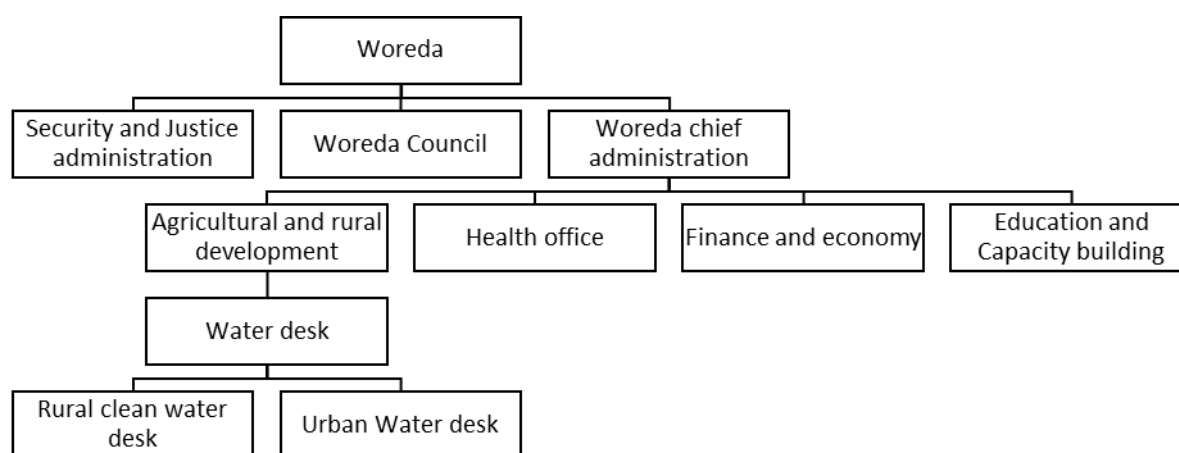 Woreda
Security and Justice
administration
Woreda Council
Woreda chief
administration
Agricultural and rural
development
Health office
Finance and economy
Education and
Capacity building
Water desk
Rural clean water
desk
Urban Water desk